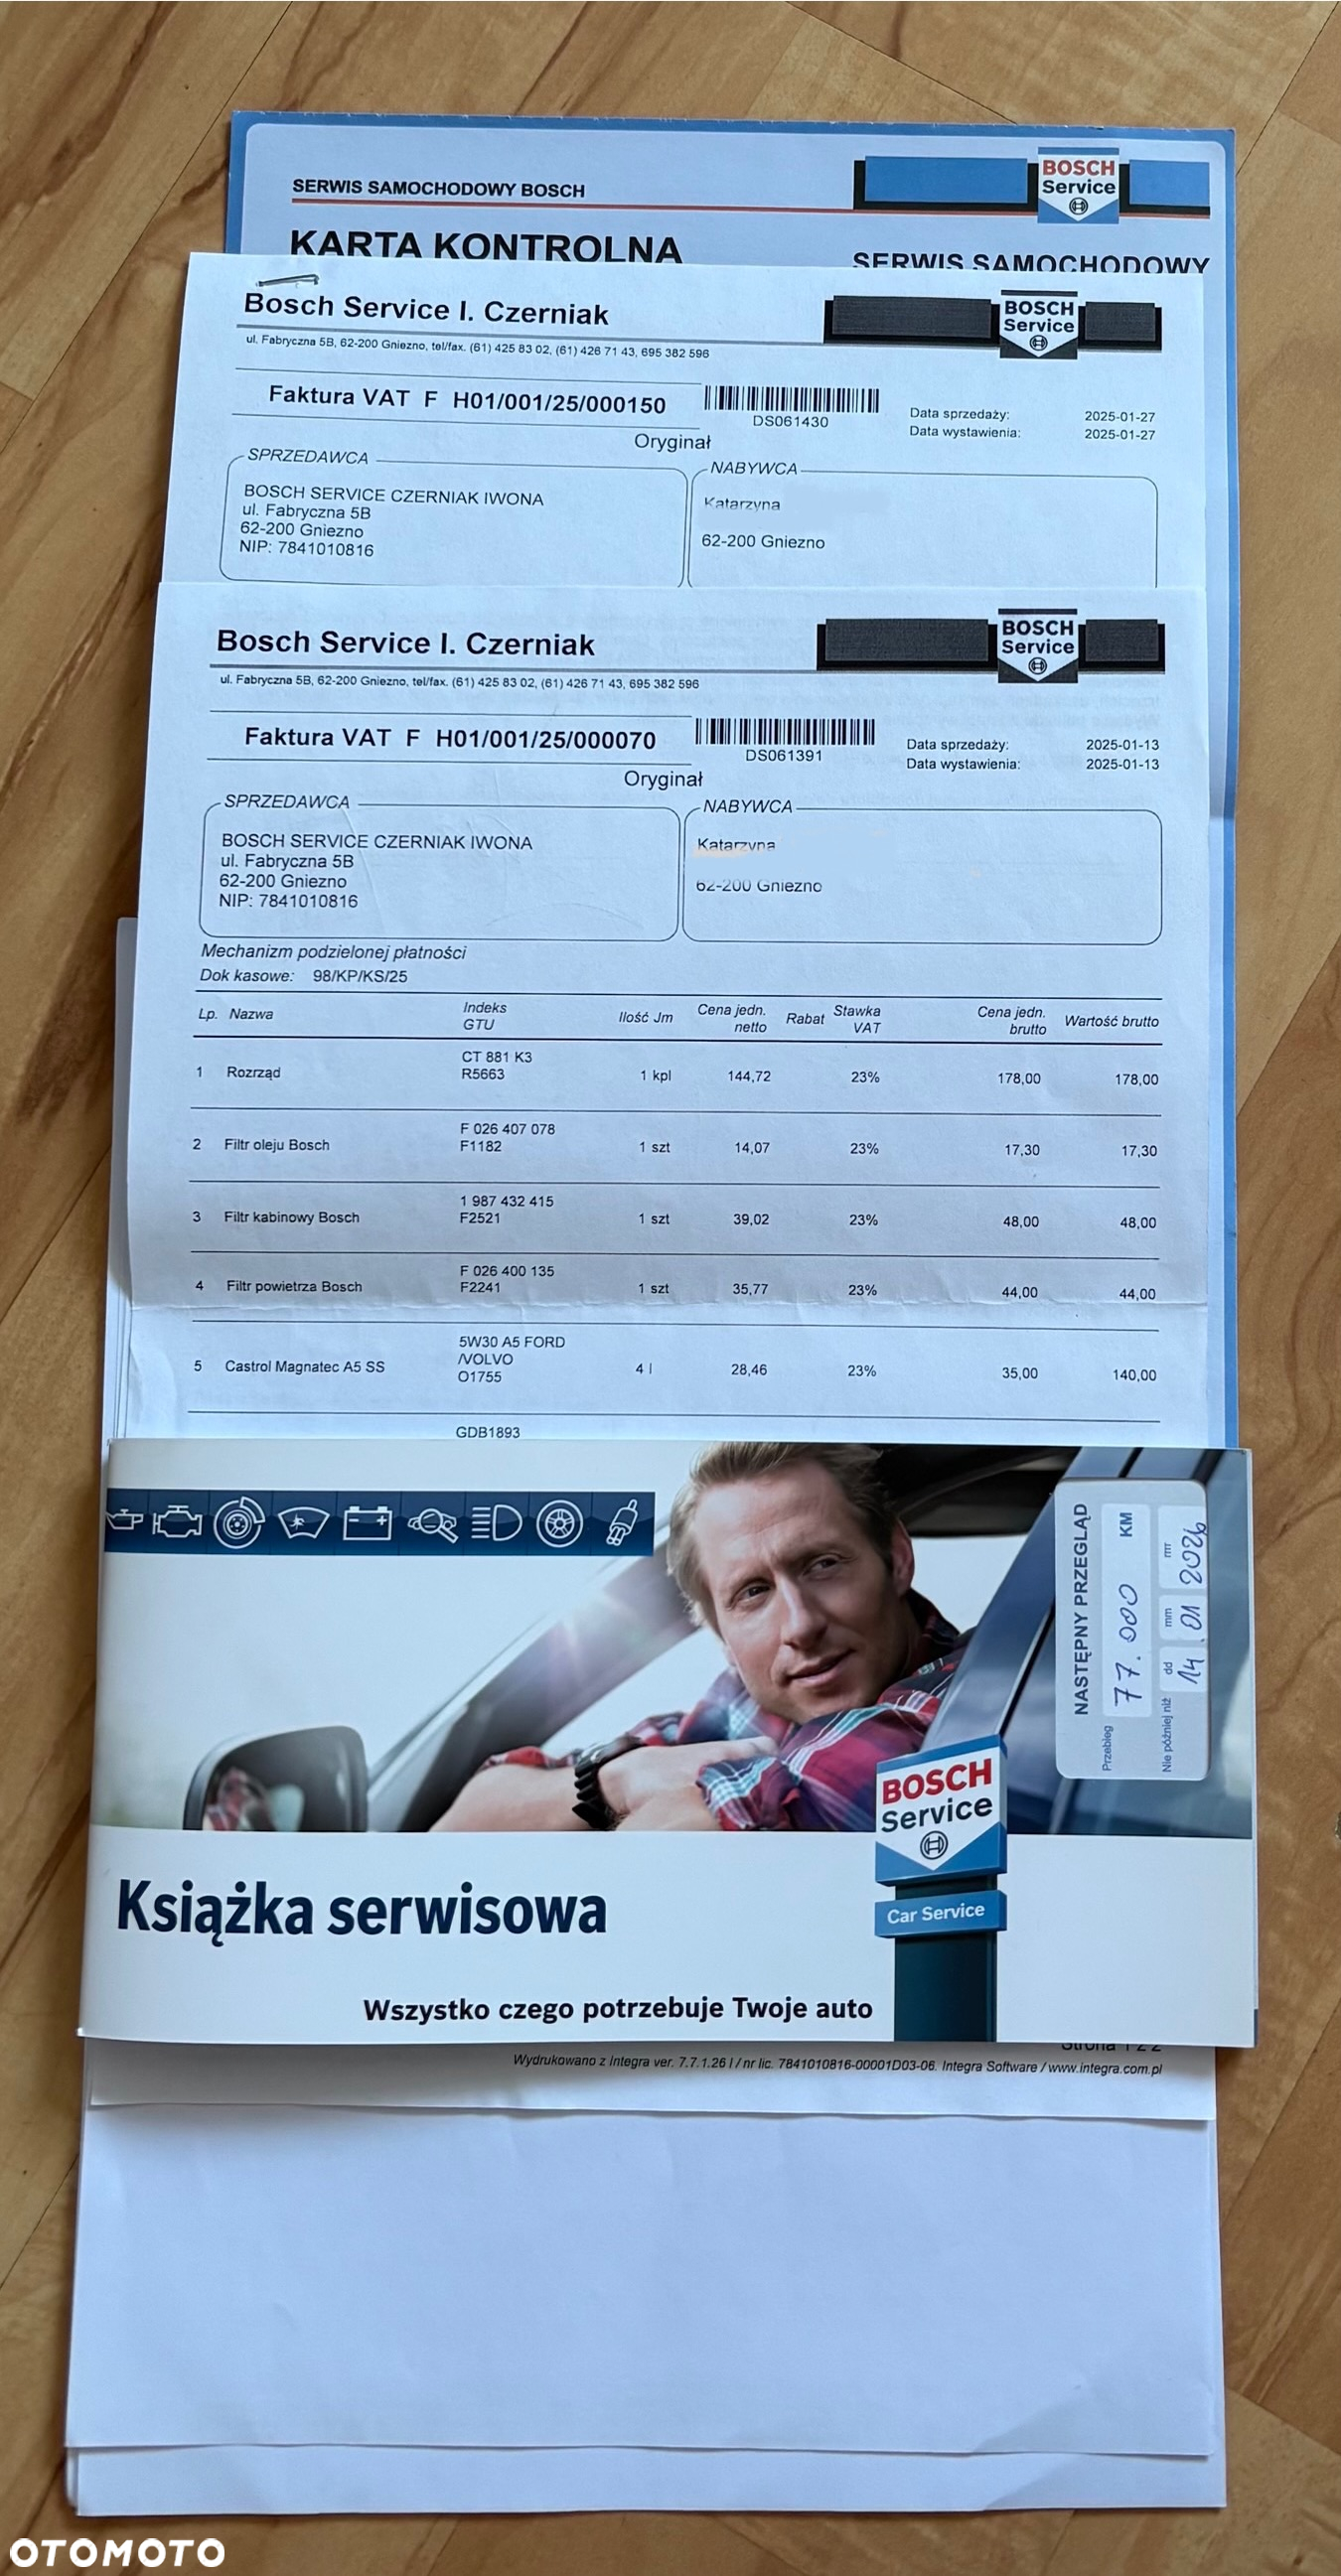 SERWIS SAMOCHODOWY BOSCH
BOSCH
Service
KARTA KONTROLNA
SERWIS SAMOCHODOWY
Bosch Service I. Czerniak
BOSCH
Service
ul. Fabryczna 5B, 62-200 Gniezno, tel/fax. (61) 425 83 02, (61) 426 71 43, 695 382 596
Faktura VAT F H01/001/25/000150
DS061430
Data sprzedaży: 2025-01-27
Data wystawienia: 2025-01-27
Oryginał
SPRZEDAWCA
NABYWCA
BOSCH SERVICE CZERNIAK IWONA
ul. Fabryczna 5B
62-200 Gniezno
NIP: 7841010816
Katarzyna
62-200 Gniezno
Bosch Service I. Czerniak
BOSCH
Service
ul. Fabryczna 5B, 62-200 Gniezno, tel/fax. (61) 425 83 02, (61) 426 71 43, 695 382 596
Faktura VAT F H01/001/25/000070
DS061391
Data sprzedaży: 2025-01-13
Data wystawienia: 2025-01-13
Oryginał
SPRZEDAWCA
NABYWCA
BOSCH SERVICE CZERNIAK IWONA
ul. Fabryczna 5B
62-200 Gniezno
NIP: 7841010816
Katarzyna
62-200 Gniezno
Mechanizm podzielonej płatności
Dok kasowe: 98/KP/KS/25
Lp. Nazwa Indeks GTU Ilość Jm Cena jedn. netto Rabat Stawka VAT Cena jedn. brutto Wartość brutto
1 Rozrząd CT 881 K3 R5663 1 kpl 144,72 23% 178,00 178,00
2 Filtr oleju Bosch F 026 407 078 F1182 1 szt 14,07 23% 17,30 17,30
3 Filtr kabinowy Bosch 1 987 432 415 F2521 1 szt 39,02 23% 48,00 48,00
4 Filtr powietrza Bosch F 026 400 135 F2241 1 szt 35,77 23% 44,00 44,00
5 Castrol Magnatec A5 SS 5W30 A5 FORD /VOLVO O1755 4 l 28,46 23% 35,00 140,00
GDB1893
NASTĘPNY PRZEGLĄD
Przebieg 77.000 KM
Nie później niż dd mm rrrr
14.01 2026
BOSCH
Service
Car Service
Książka serwisowa
Wszystko czego potrzebuje Twoje auto
Strona 1 z 2
Wydrukowano z Integra ver. 7.7.1.26 l / nr lic. 7841010816-00001D03-06. Integra Software / www.integra.com.pl
OTOMOTO